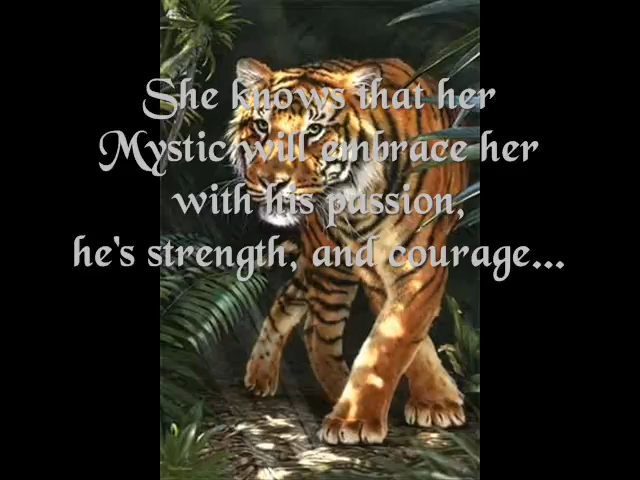 She knows that her
Mystic will embrace her
with his passion,
he's strength, and courage...